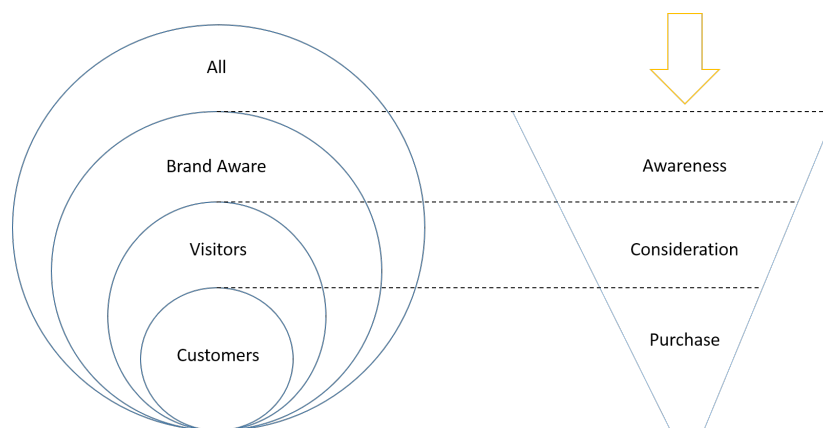 All
Brand Aware
Awareness
Visitors
Consideration
Purchase
Customers